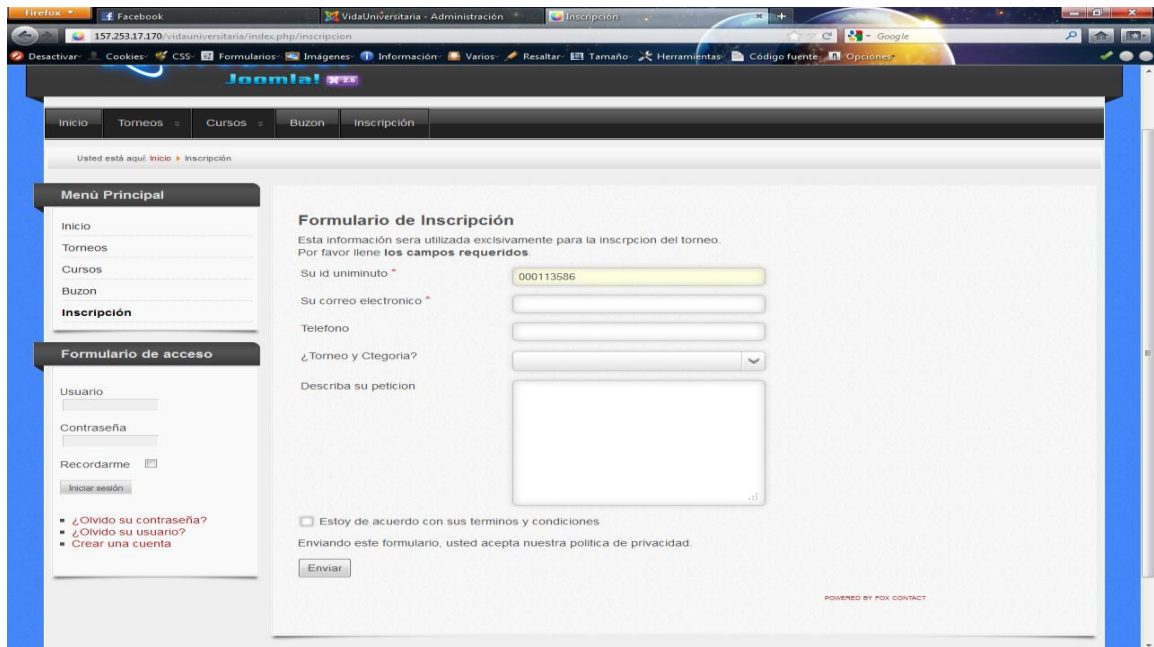 Firefox
Facebook
VidaUniversitaria - Administración
Inscripción
157.253.17.170/vidauniversitaria/index.php/inscripcion
Google
Desactivar Cookies CSS Formularios Imágenes Información Varios Resaltar Tamaño Herramientas Código fuente Opciones
Joomla! x 2.5
Inicio Torneos Cursos Buzon Inscripción
Usted está aquí: Inicio Inscripción
Menú Principal
Inicio
Torneos
Cursos
Buzon
Inscripción
Formulario de acceso
Usuario
Contraseña
Recordarme
Iniciar sesión
¿Olvido su contraseña?
¿Olvido su usuario?
Crear una cuenta
Formulario de Inscripción
Esta información sera utilizada exclsivamente para la inscrpcion del torneo.
Por favor llene los campos requeridos.
Su id uniminuto *
000113586
Su correo electronico *
Telefono
¿Torneo y Ctegoria?
Describa su peticion
Estoy de acuerdo con sus terminos y condiciones
Enviando este formulario, usted acepta nuestra politica de privacidad.
Enviar
POWERED BY FOX CONTACT